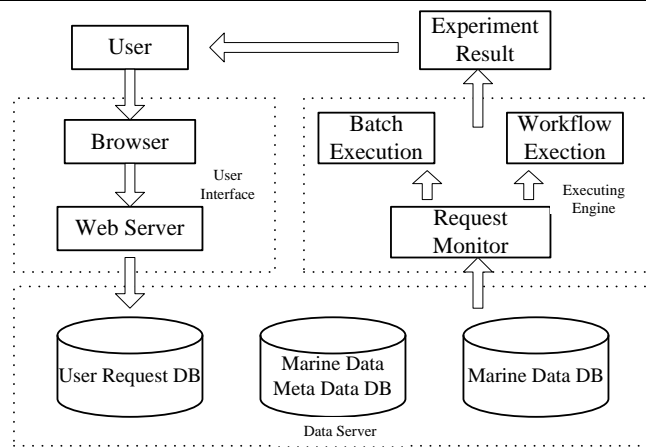 User
Experiment
Result
Browser
User
Interface
Web Server
Batch
Execution
Workflow
Exection
Executing
Engine
Request
Monitor
User Request DB
Marine Data
Meta Data DB
Marine Data DB
Data Server